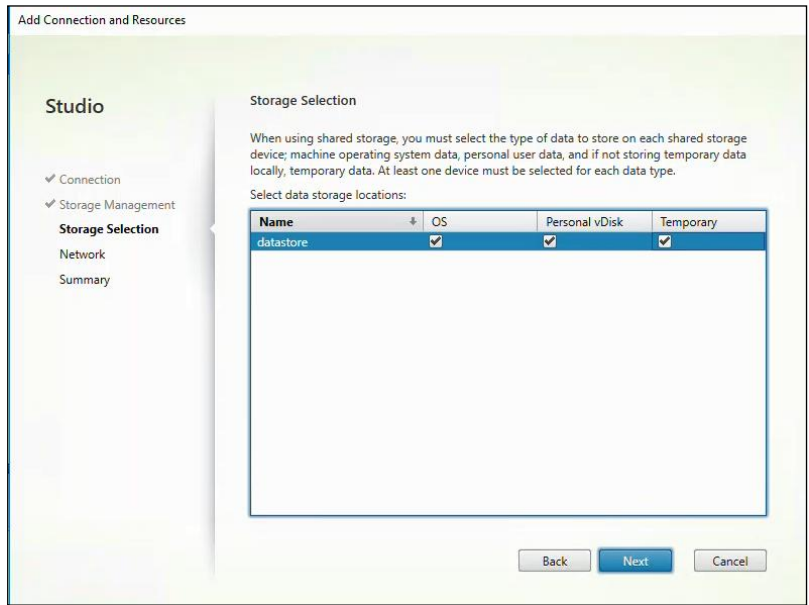 Add Connection and Resources
Studio
Connection
Storage Management
Storage Selection
Network
Summary
Storage Selection
When using shared storage, you must select the type of data to store on each shared storage
device; machine operating system data, personal user data, and if not storing temporary data
locally, temporary data. At least one device must be selected for each data type.
Select data storage locations:
Name OS Personal vDisk Temporary
datastore
Back Next Cancel